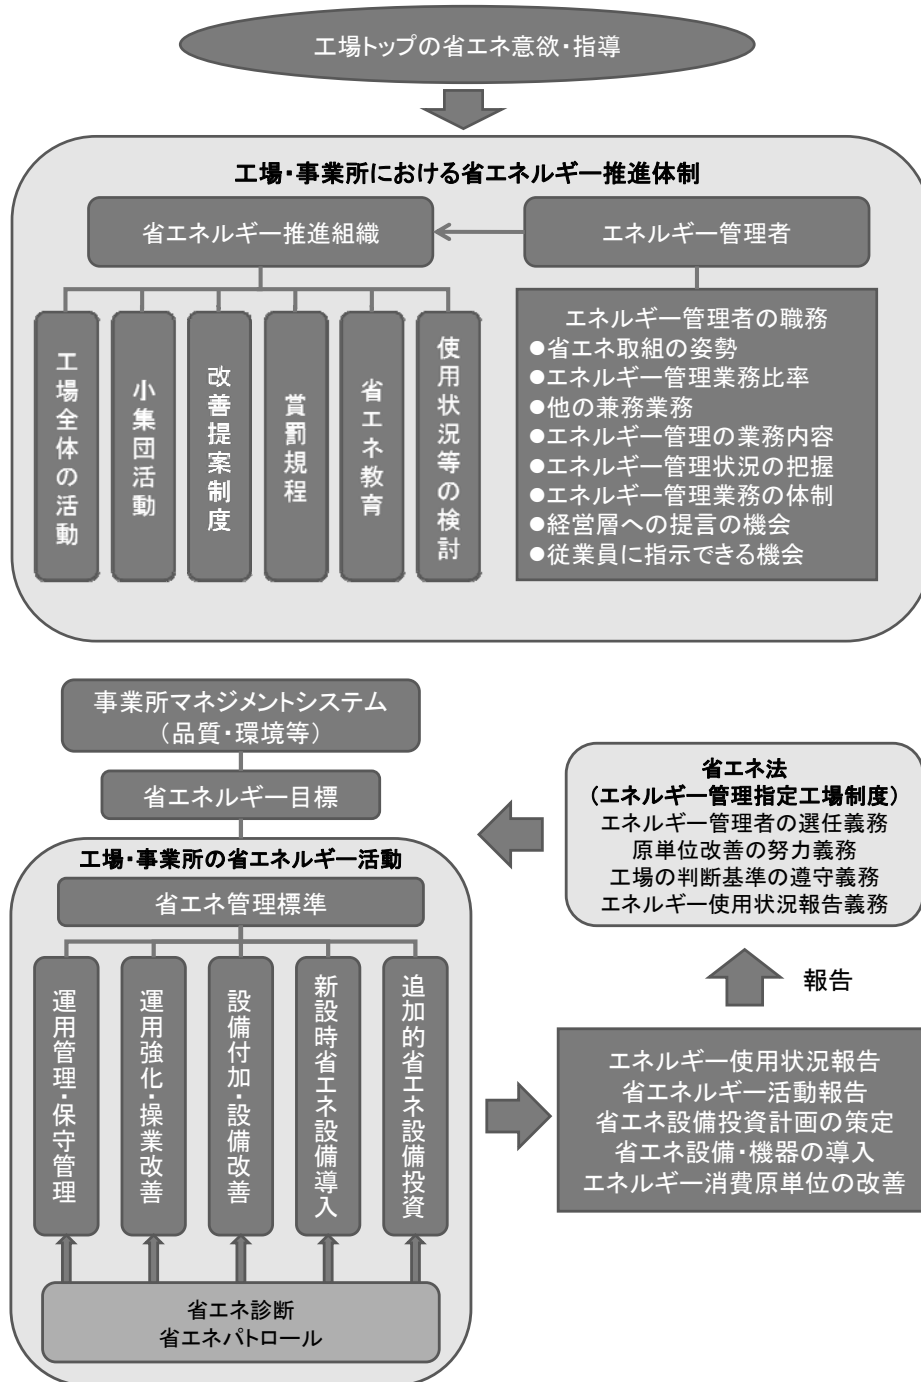 工場トップの省エネ意欲・指導
工場・事業所における省エネルギー推進体制
省エネルギー推進組織
エネルギー管理者
工場全体の活動
小集団活動
改善提案制度
賞罰規程
省エネ教育
使用状況等の検討
エネルギー管理者の職務
●省エネ取組の姿勢
●エネルギー管理業務比率
●他の兼務業務
●エネルギー管理の業務内容
●エネルギー管理状況の把握
●エネルギー管理業務の体制
●経営層への提言の機会
●従業員に指示できる機会
事業所マネジメントシステム
(品質・環境等)
省エネルギー目標
工場・事業所の省エネルギー活動
省エネ管理標準
運用管理・保守管理
運用強化・操業改善
設備付加・設備改善
新設時省エネ設備導入
追加的省エネ設備投資
省エネ診断
省エネパトロール
省エネ法
(エネルギー管理指定工場制度)
エネルギー管理者の選任義務
原単位改善の努力義務
工場の判断基準の遵守義務
エネルギー使用状況報告義務
報告
エネルギー使用状況報告
省エネルギー活動報告
省エネ設備投資計画の策定
省エネ設備・機器の導入
エネルギー消費原単位の改善